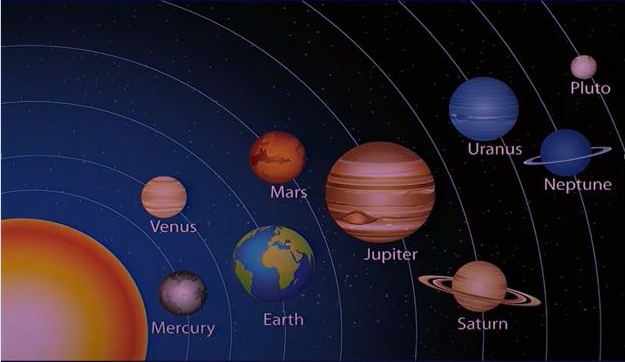 Pluto
Uranus
Neptune
Mars
Venus
Jupiter
Earth
Saturn
Mercury